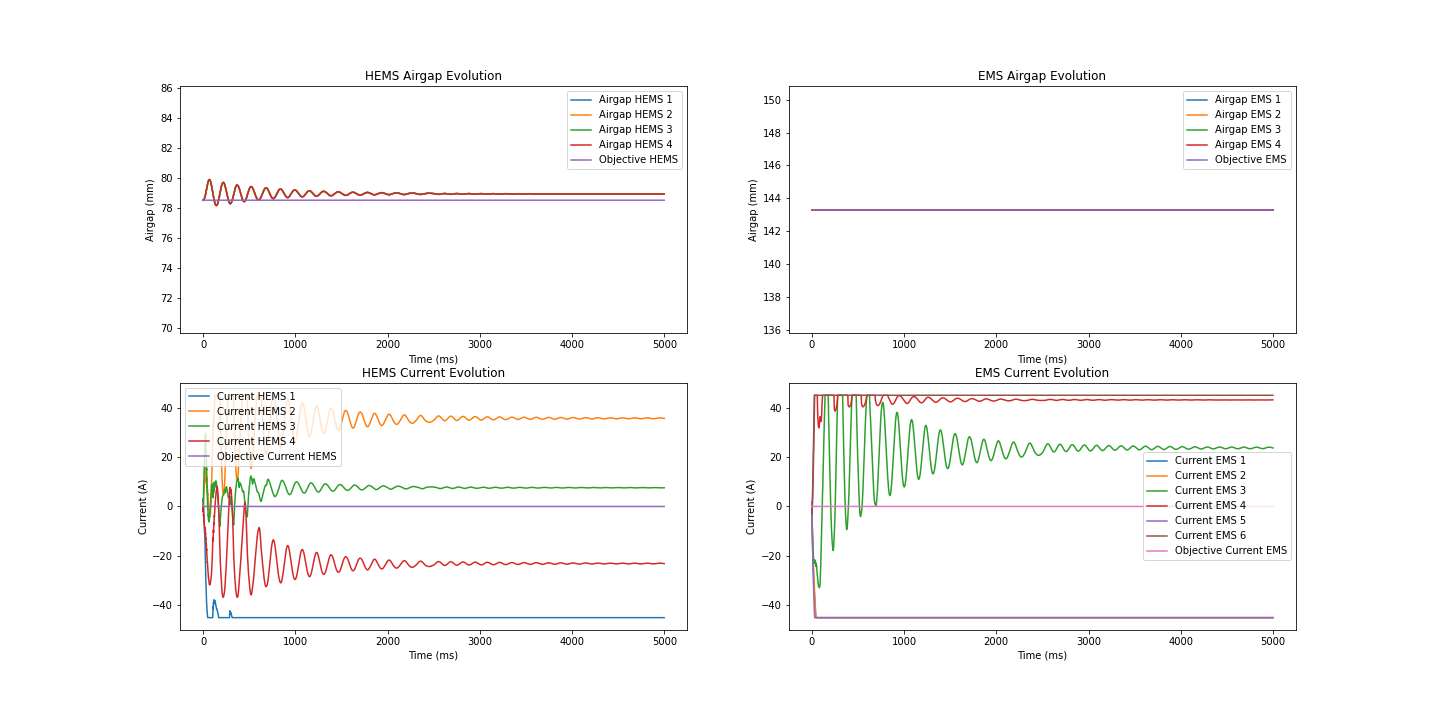 HEMS Airgap Evolution
86
84
82
80
78
76
74
72
70
Airgap (mm)
0 1000 2000 3000 4000 5000
Time (ms)
Airgap HEMS 1
Airgap HEMS 2
Airgap HEMS 3
Airgap HEMS 4
Objective HEMS
EMS Airgap Evolution
150
148
146
144
142
140
138
136
Airgap (mm)
0 1000 2000 3000 4000 5000
Time (ms)
Airgap EMS 1
Airgap EMS 2
Airgap EMS 3
Airgap EMS 4
Objective EMS
HEMS Current Evolution
40
20
0
−20
−40
Current (A)
0 1000 2000 3000 4000 5000
Time (ms)
Current HEMS 1
Current HEMS 2
Current HEMS 3
Current HEMS 4
Objective Current HEMS
EMS Current Evolution
40
20
0
−20
−40
Current (A)
0 1000 2000 3000 4000 5000
Time (ms)
Current EMS 1
Current EMS 2
Current EMS 3
Current EMS 4
Current EMS 5
Current EMS 6
Objective Current EMS